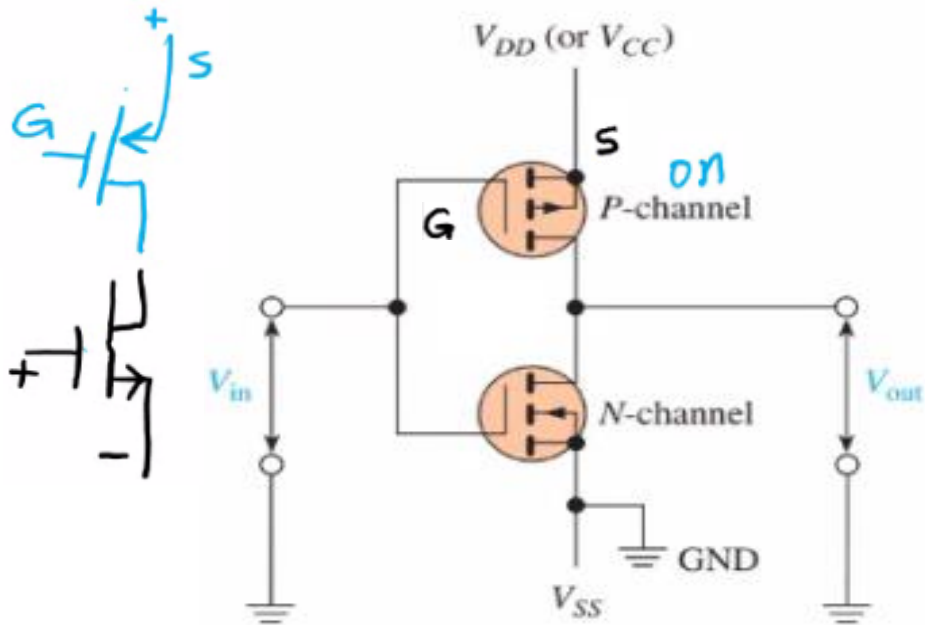 +
S
G
+
-
V_DD (or V_CC)
S
on
P-channel
G
V_in
N-channel
V_out
GND
V_SS